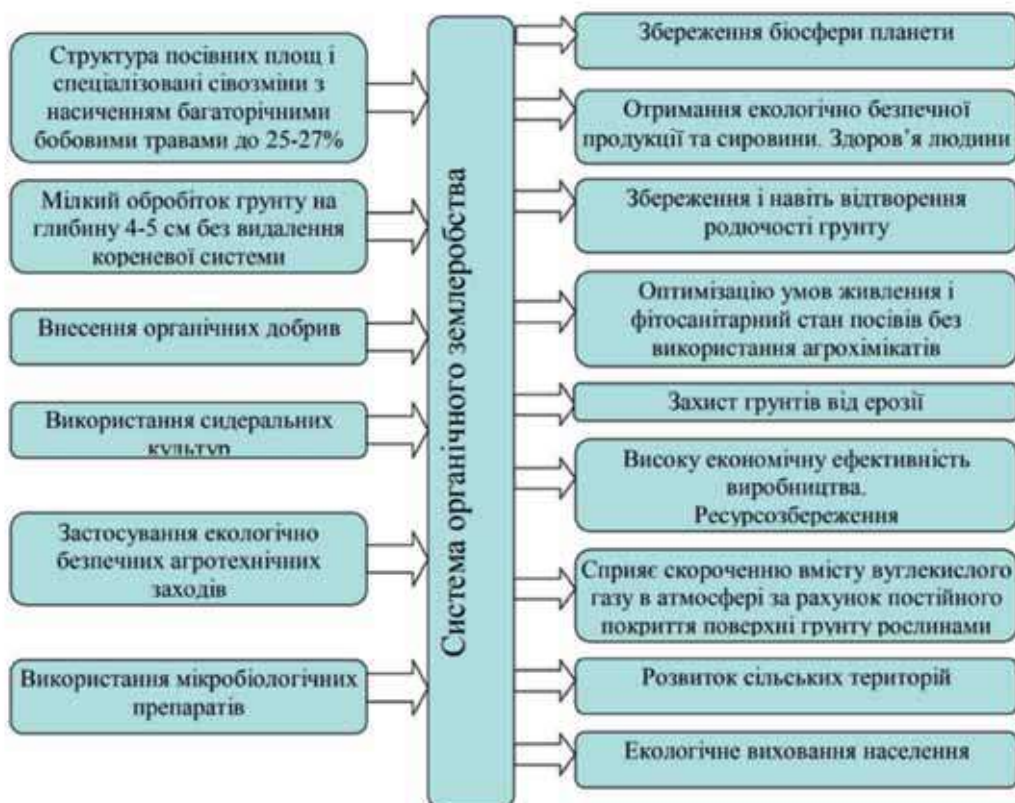 Структура посівних площ і
спеціалізовані сівозміни з
насиченням багаторічними
бобовими травами до 25-27%
Мілкий обробіток грунту на
глибину 4-5 см без видалення
кореневої системи
Внесення органічних добрив
Використання сидеральних
культур
Застосування екологічно
безпечних агротехнічних
заходів
Використання мікробіологічних
препаратів
Система органічного землеробства
Збереження біосфери планети
Отримання екологічно безпечної
продукції та сировини. Здоров’я людини
Збереження і навіть відтворення
родючості грунту
Оптимізацію умов живлення і
фітосанітарний стан посівів без
використання агрохімікатів
Захист грунтів від ерозії
Високу економічну ефективність
виробництва.
Ресурсозбереження
Сприяє скороченню вмісту вуглекислого
газу в атмосфері за рахунок постійного
покриття поверхні грунту рослинами
Розвиток сільських територій
Екологічне виховання населення